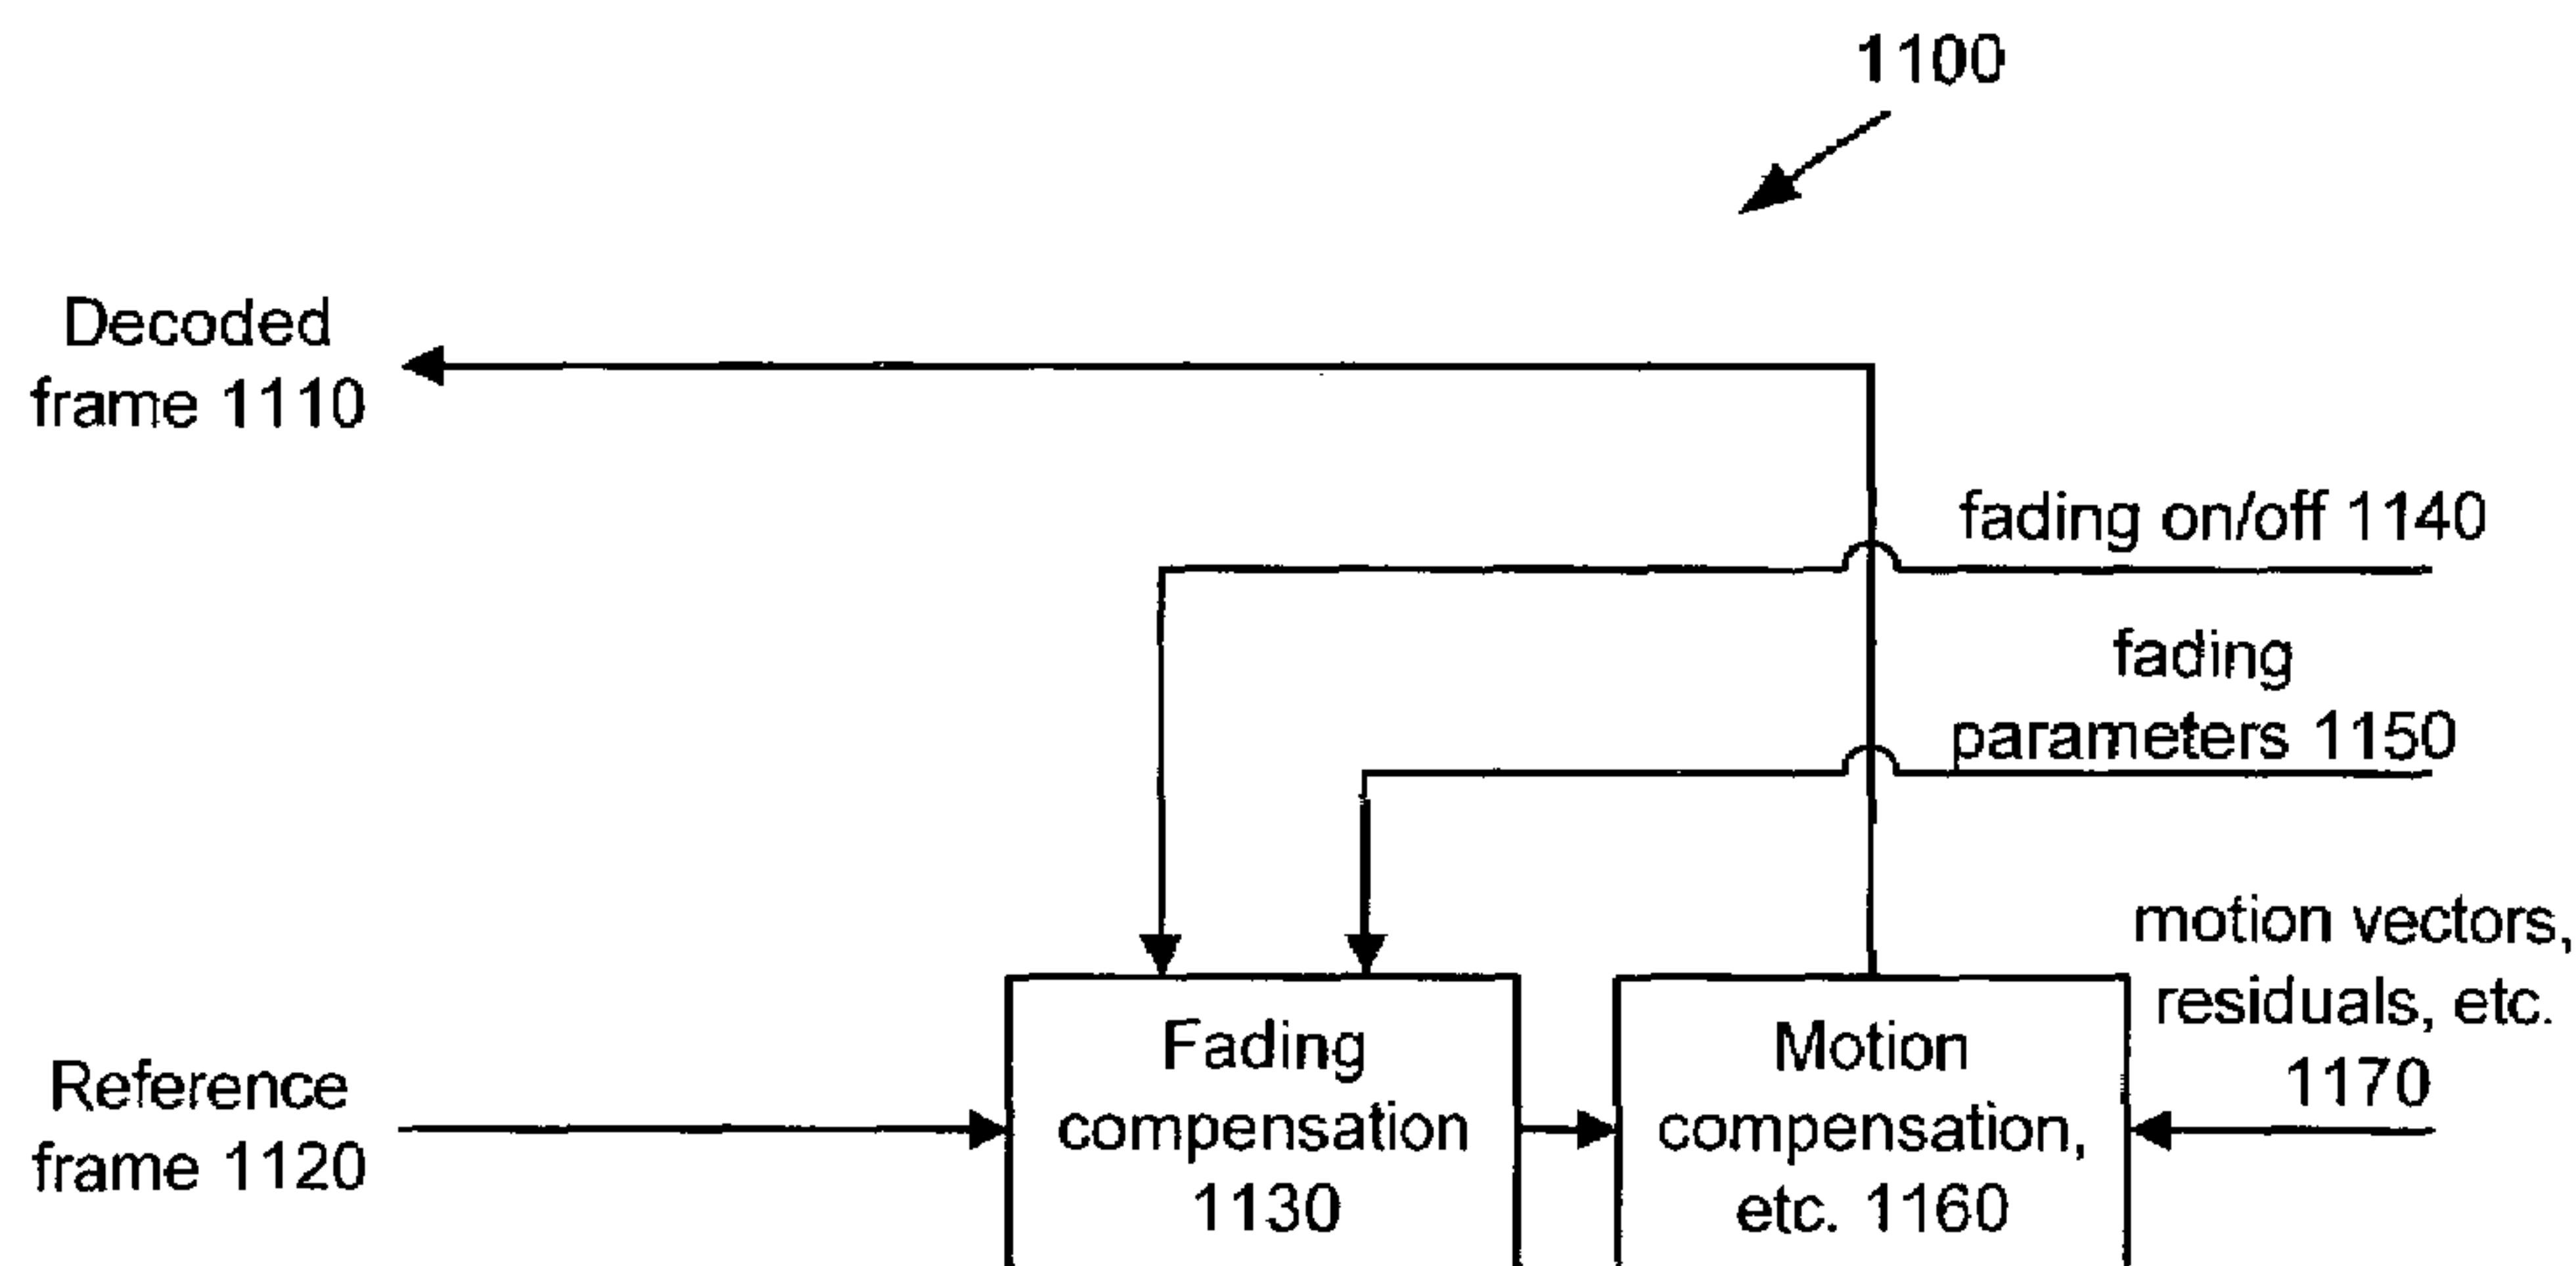 1100
Decoded
frame 1110
fading on/off 1140
fading
parameters 1150
motion vectors,
residuals, etc.
1170
Reference
frame 1120
Fading
compensation
1130
Motion
compensation,
etc. 1160